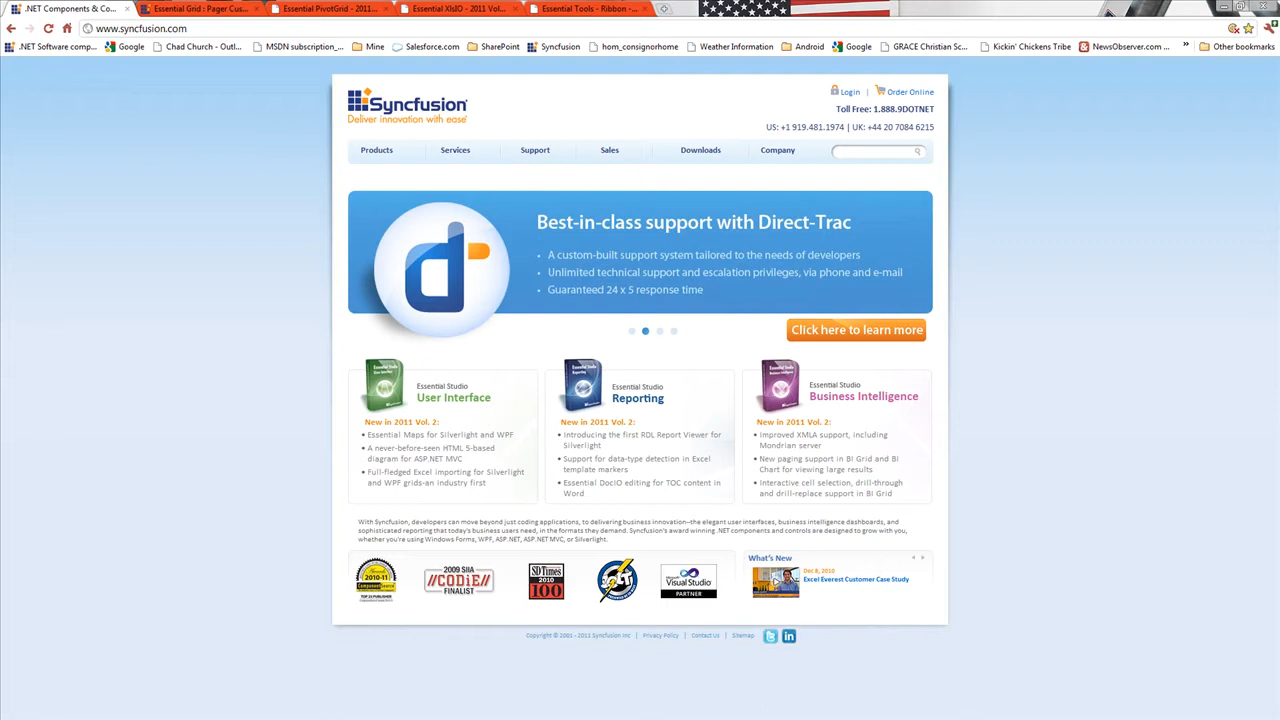 .NET Components & Co...
Essential Grid : Pager Cus...
Essential PivotGrid - 2011...
Essential XlsIO - 2011 Vol...
Essential Tools - Ribbon -...
www.syncfusion.com
.NET Software comp...
Google
Chad Church - Outl...
MSDN subscription_...
Mine
Salesforce.com
SharePoint
Syncfusion
hom_consignorhome
Weather Information
Android
Google
GRACE Christian Sc...
Kickin' Chickens Tribe
NewsObserver.com ...
»
Other bookmarks
Syncfusion
Deliver innovation with ease
Login | Order Online
Toll Free: 1.888.9DOTNET
US: +1 919.481.1974 | UK: +44 20 7084 6215
Products
Services
Support
Sales
Downloads
Company
Best-in-class support with Direct-Trac
• A custom-built support system tailored to the needs of developers
• Unlimited technical support and escalation privileges, via phone and e-mail
• Guaranteed 24 x 5 response time
Click here to learn more
Essential Studio
User Interface
New in 2011 Vol. 2:
• Essential Maps for Silverlight and WPF
• A never-before-seen HTML 5-based
diagram for ASP.NET MVC
• Full-fledged Excel importing for Silverlight
and WPF grids-an industry first
Essential Studio
Reporting
New in 2011 Vol. 2:
• Introducing the first RDL Report Viewer for
Silverlight
• Support for data-type detection in Excel
template markers
• Essential DocIO editing for TOC content in
Word
Essential Studio
Business Intelligence
New in 2011 Vol. 2:
• Improved XMLA support, including
Mondrian server
• New paging support in BI Grid and BI
Chart for viewing large results
• Interactive cell selection, drill-through
and drill-replace support in BI Grid
With Syncfusion, developers can move beyond just coding applications, to delivering business innovation--the elegant user interfaces, business intelligence dashboards, and
sophisticated reporting that today's business users need, in the formats they demand. Syncfusion's award winning .NET components and controls are designed to grow with you,
whether you're using Windows Forms, WPF, ASP.NET, ASP.NET MVC, or Silverlight.
2010-11
ComponentSource
2009 SIIA
CODiE
FINALIST
SD Times
2010
100
Visual Studio
PARTNER
What's New
Dec 8, 2010
Excel Everest Customer Case Study
Copyright © 2001 - 2011 Syncfusion Inc | Privacy Policy | Contact Us | Sitemap